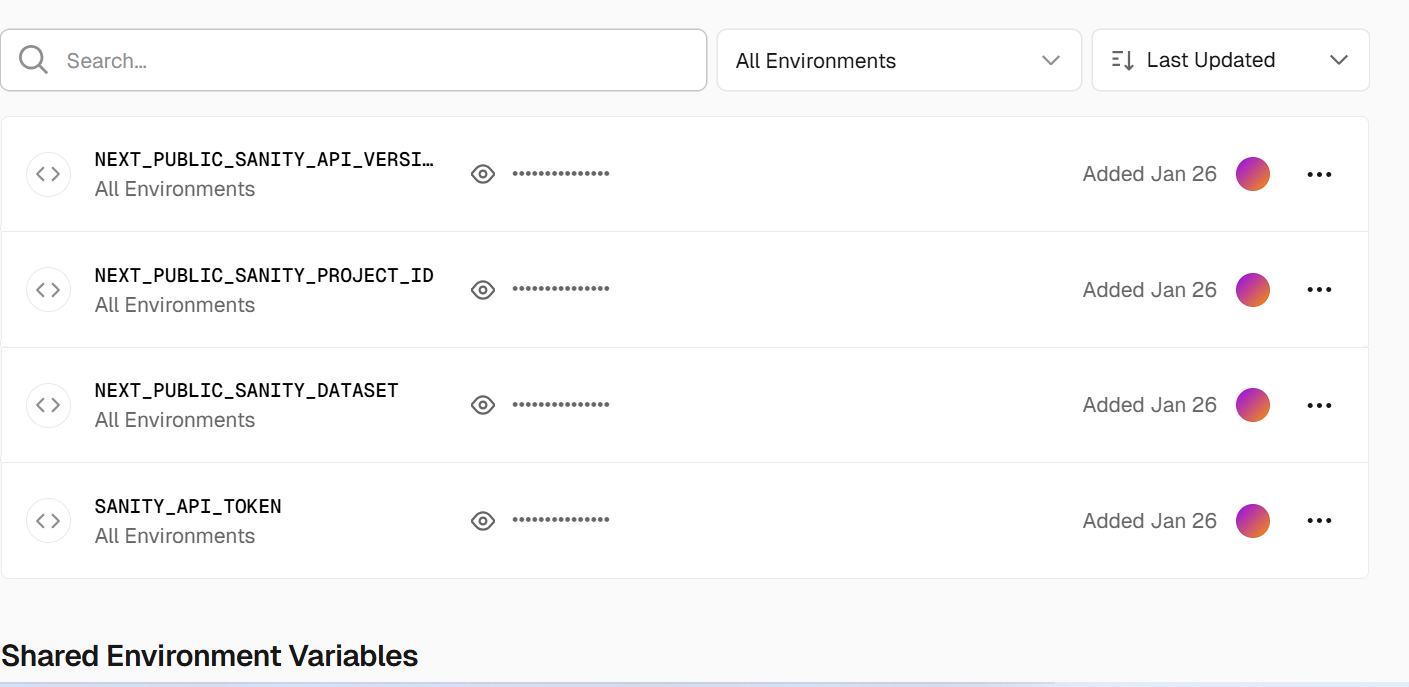 Search...
All Environments
Last Updated
NEXT_PUBLIC_SANITY_API_VERSI...
All Environments
•••••••••••••••
Added Jan 26
NEXT_PUBLIC_SANITY_PROJECT_ID
All Environments
•••••••••••••••
Added Jan 26
NEXT_PUBLIC_SANITY_DATASET
All Environments
•••••••••••••••
Added Jan 26
SANITY_API_TOKEN
All Environments
•••••••••••••••
Added Jan 26
Shared Environment Variables